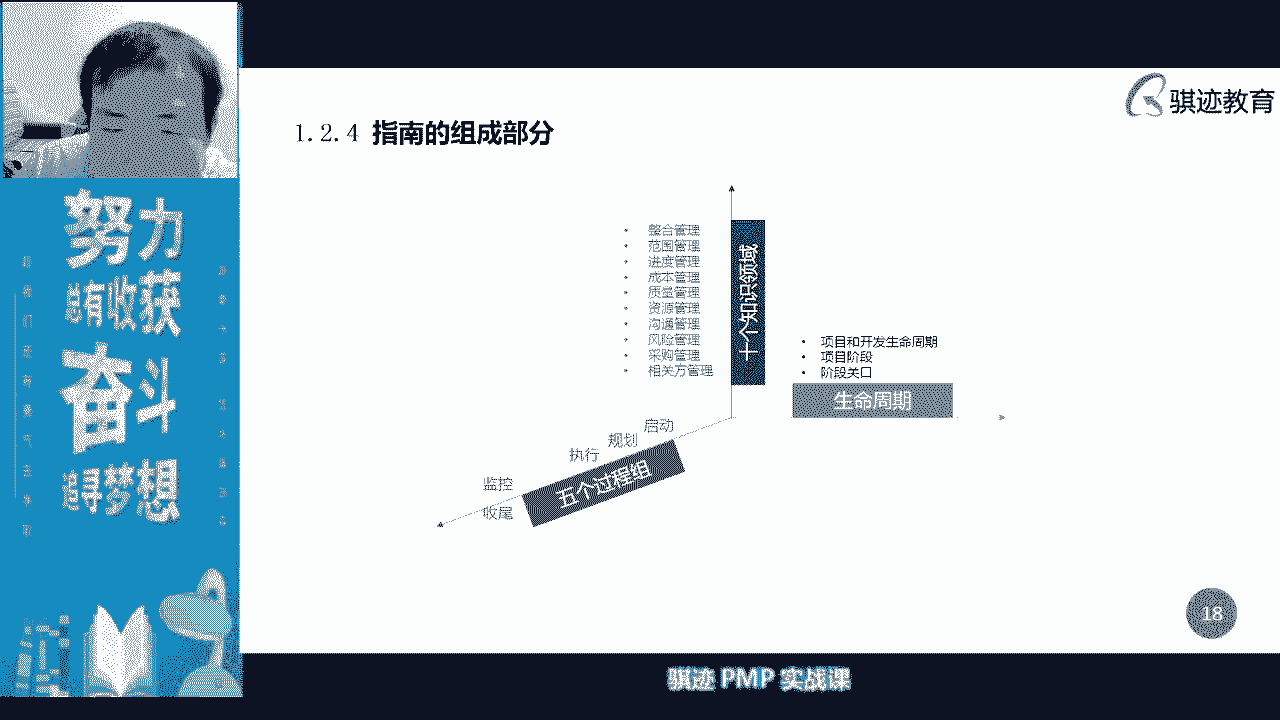 骐迹教育
1.2.4 指南的组成部分
• 整合管理
• 范围管理
• 进度管理
• 成本管理
• 质量管理
• 资源管理
• 沟通管理
• 风险管理
• 采购管理
• 相关方管理
十个知识领域
• 项目和开发生命周期
• 项目阶段
• 阶段关口
生命周期
启动
规划
执行
监控
收尾
五个过程组
努力
总有收获
奋斗
追寻梦想
18
骐迹 PMP 实战课